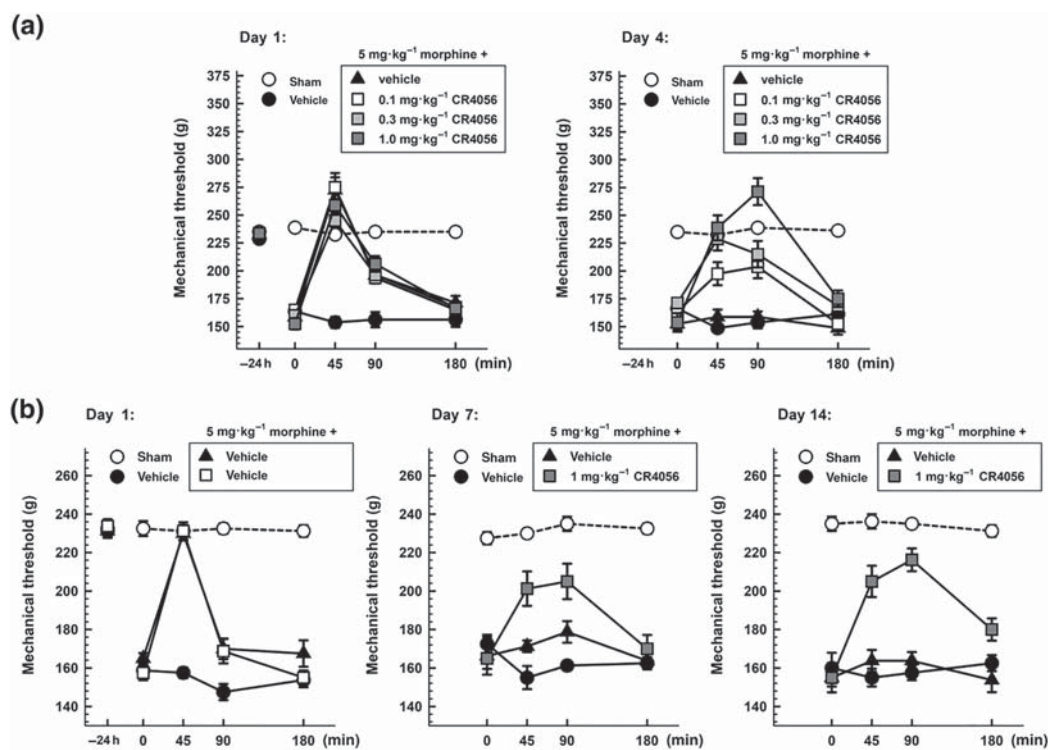 (a)
Day 1:
5 mg·kg⁻¹ morphine +
Sham
Vehicle
vehicle
0.1 mg·kg⁻¹ CR4056
0.3 mg·kg⁻¹ CR4056
1.0 mg·kg⁻¹ CR4056
Mechanical threshold (g)
375
350
325
300
275
250
225
200
175
150
−24 h 0 45 90 180 (min)
Day 4:
5 mg·kg⁻¹ morphine +
Sham
Vehicle
vehicle
0.1 mg·kg⁻¹ CR4056
0.3 mg·kg⁻¹ CR4056
1.0 mg·kg⁻¹ CR4056
Mechanical threshold (g)
375
350
325
300
275
250
225
200
175
150
0 45 90 180 (min)
(b)
Day 1:
5 mg·kg⁻¹ morphine +
Sham
Vehicle
Vehicle
Vehicle
Mechanical threshold (g)
260
240
220
200
180
160
140
−24 h 0 45 90 180 (min)
Day 7:
5 mg·kg⁻¹ morphine +
Sham
Vehicle
Vehicle
1 mg·kg⁻¹ CR4056
Mechanical threshold (g)
260
240
220
200
180
160
140
0 45 90 180 (min)
Day 14:
5 mg·kg⁻¹ morphine +
Sham
Vehicle
Vehicle
1 mg·kg⁻¹ CR4056
Mechanical threshold (g)
260
240
220
200
180
160
140
0 45 90 180 (min)